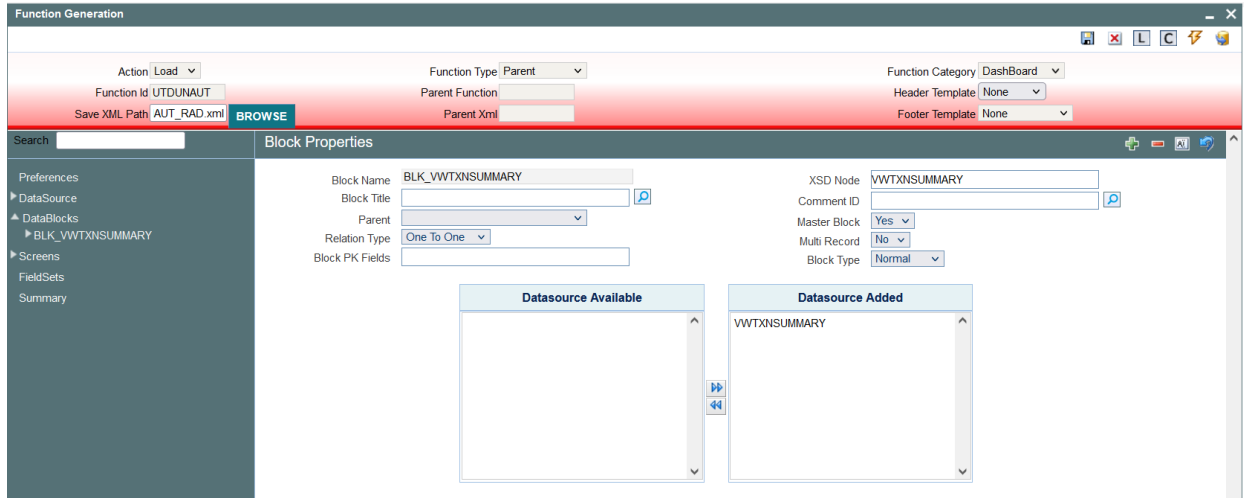 Function Generation
L C
Action Load Function Type Parent Function Category DashBoard
Function Id UTDUNAUT Parent Function Header Template None
Save XML Path AUT_RAD.xml BROWSE Parent Xml Footer Template None
Search Block Properties
Preferences
DataSource
DataBlocks
BLK_VWTXNSUMMARY
Screens
FieldSets
Summary
Block Name BLK_VWTXNSUMMARY XSD Node VWTXNSUMMARY
Block Title Comment ID
Parent Master Block Yes
Relation Type One To One Multi Record No
Block PK Fields Block Type Normal
Datasource Available Datasource Added
VWTXNSUMMARY